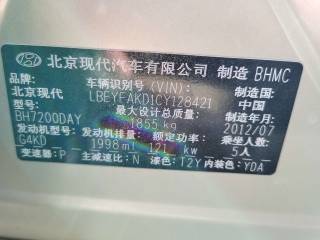 北京现代汽车有限公司 制造 BHMC
品牌: 车辆识别号(VIN): 制造国:
北京现代 LBEYFAKD1CY128421 中国
型号: 最大设计总质量: 制造年月:
BH7200DAY 1855 kg 2012/07
发动机型号: 发动机排量: 额定功率: 乘坐人数:
G4KD 1998 ml 121 kw 5人
变速器: P 主减速比: N 漆色: T2Y 内装色: YDA